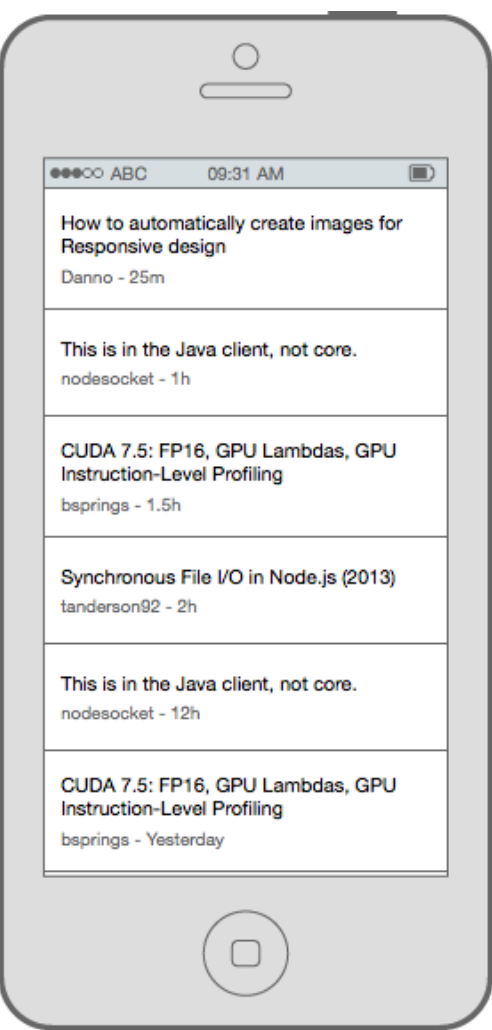 ABC 09:31 AM
How to automatically create images for
Responsive design
Danno - 25m
This is in the Java client, not core.
nodesocket - 1h
CUDA 7.5: FP16, GPU Lambdas, GPU
Instruction-Level Profiling
bsprings - 1.5h
Synchronous File I/O in Node.js (2013)
tanderson92 - 2h
This is in the Java client, not core.
nodesocket - 12h
CUDA 7.5: FP16, GPU Lambdas, GPU
Instruction-Level Profiling
bsprings - Yesterday